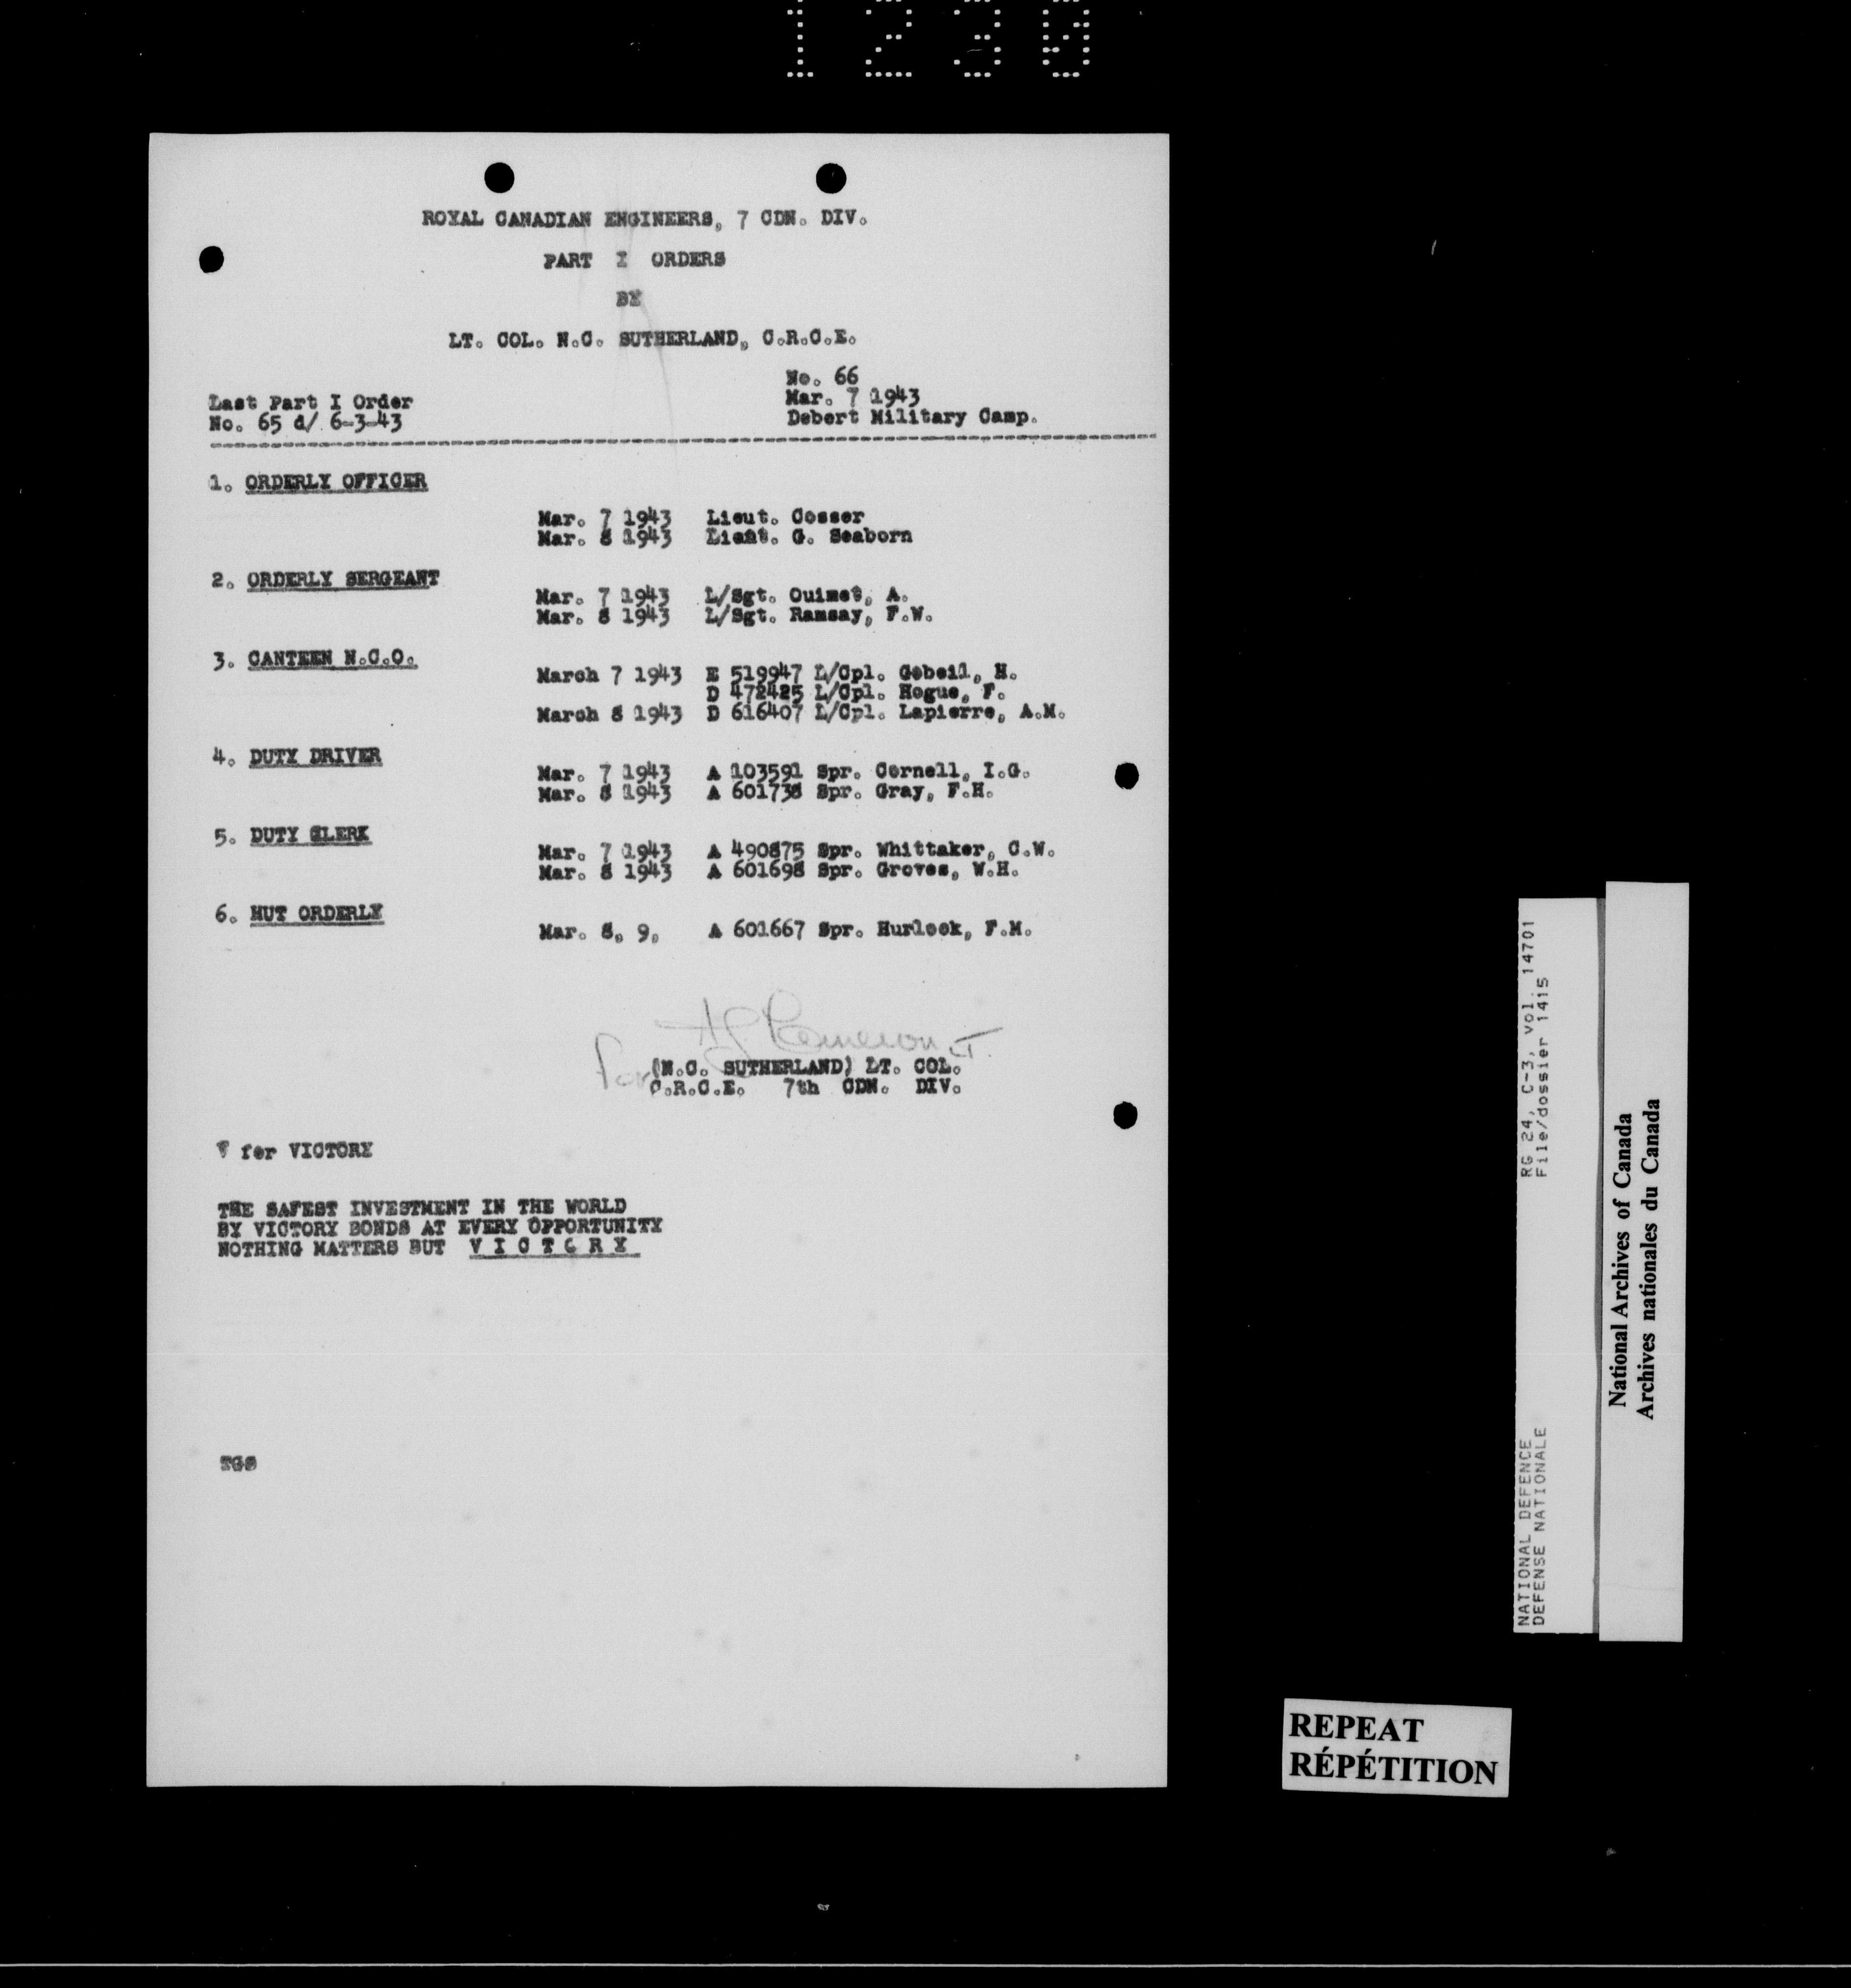 1230
ROYAL CANADIAN ENGINEERS, 7 CDN. DIV.
PART I ORDERS
BY
LT. COL. N.C. SUTHERLAND, C.R.C.E.
No. 66
Mar. 7 1943
Debert Military Camp.
Last Part I Order
No. 65 d/ 6-3-43
1. ORDERLY OFFICER
Mar. 7 1943 Lieut. Cosser
Mar. 8 1943 Lieut. G. Seaborn
2. ORDERLY SERGEANT
Mar. 7 1943 L/Sgt. Ouimet, A.
Mar. 8 1943 L/Sgt. Ramsay, F.W.
3. CANTEEN N.C.O.
March 7 1943 E 519947 L/Cpl. Gobeil, H.
D 472425 L/Cpl. Hogue, F.
March 8 1943 D 616407 L/Cpl. Lapierre, A.M.
4. DUTY DRIVER
Mar. 7 1943 A 103591 Spr. Cornell, I.G.
Mar. 8 1943 A 601738 Spr. Gray, F.H.
5. DUTY CLERK
Mar. 7 1943 A 490875 Spr. Whittaker, C.W.
Mar. 8 1943 A 601698 Spr. Groves, W.H.
6. HUT ORDERLY
Mar. 8, 9, A 601667 Spr. Hurlock, F.M.
Cameron LT.
for (N.C. SUTHERLAND) LT. COL.
C.R.C.E. 7th CDN. DIV.
V for VICTORY
THE SAFEST INVESTMENT IN THE WORLD
BY VICTORY BONDS AT EVERY OPPORTUNITY
NOTHING MATTERS BUT V I C T O R Y
TGS
NATIONAL DEFENCE RG 24, C-3, vol. 14701
DEFENSE NATIONALE File/dossier 1415
National Archives of Canada
Archives nationales du Canada
REPEAT
RÉPÉTITION